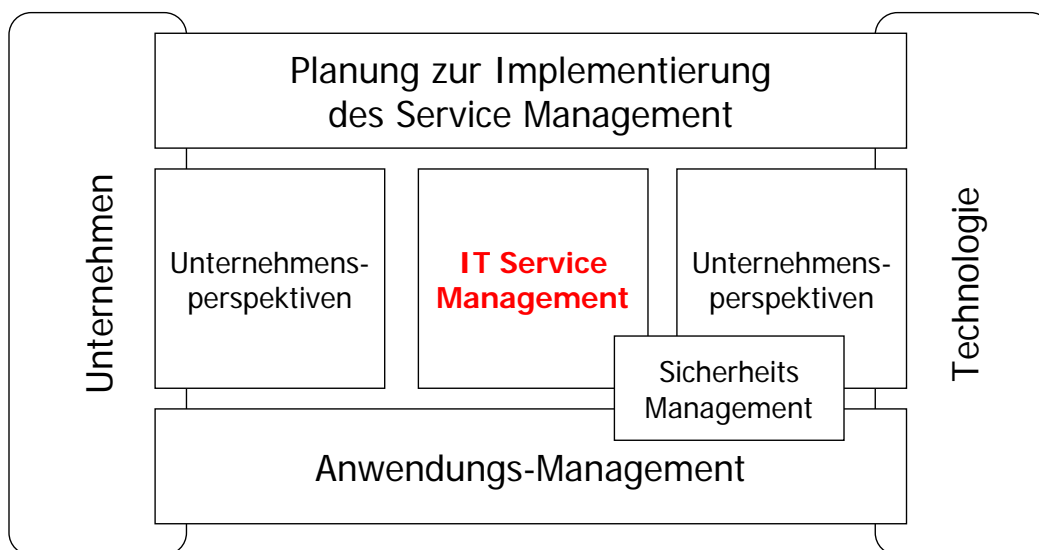 Planung zur Implementierung
des Service Management
Unternehmen
Unternehmens-
perspektiven
IT Service
Management
Unternehmens-
perspektiven
Technologie
Sicherheits
Management
Anwendungs-Management